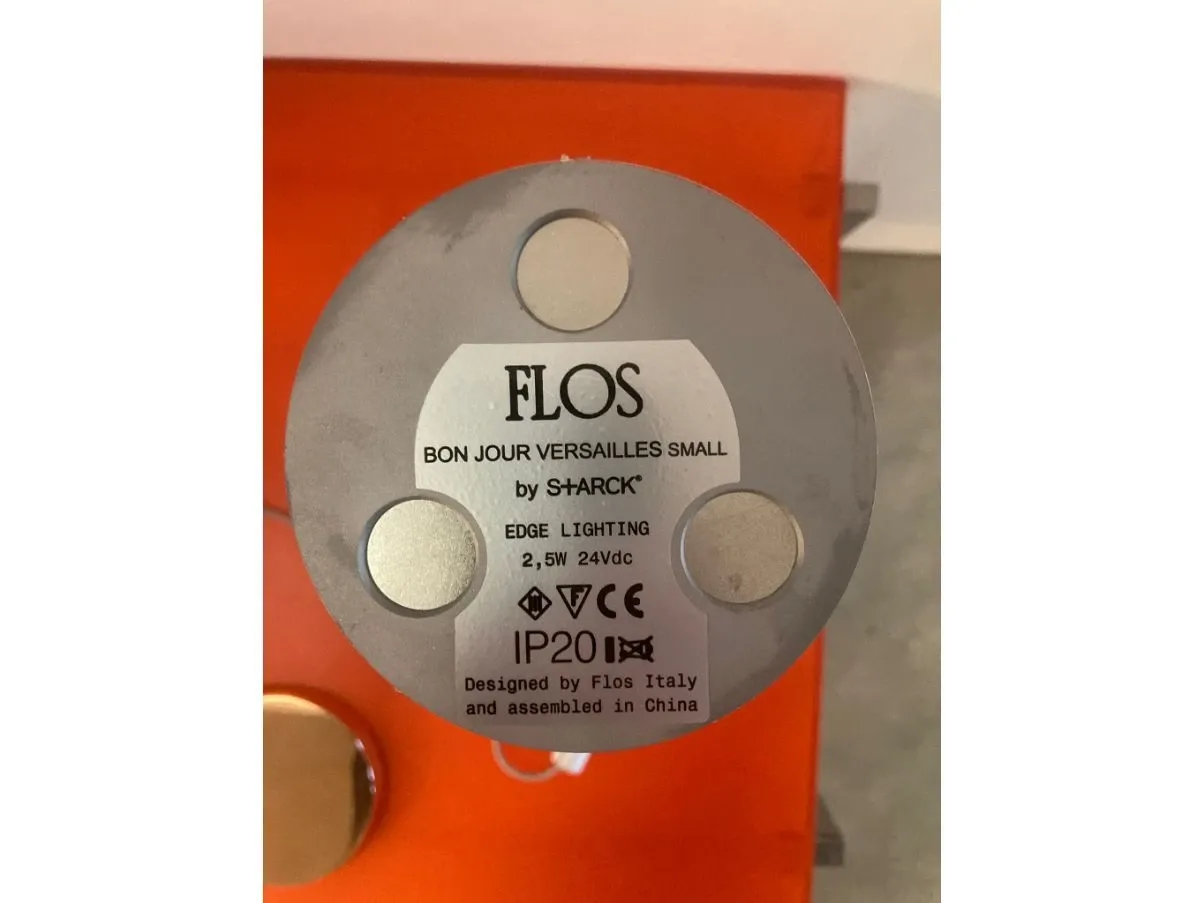 FLOS
BON JOUR VERSAILLES SMALL
by S+ARCK®
EDGE LIGHTING
2,5W 24Vdc
F CE
IP20
Designed by Flos Italy
and assembled in China